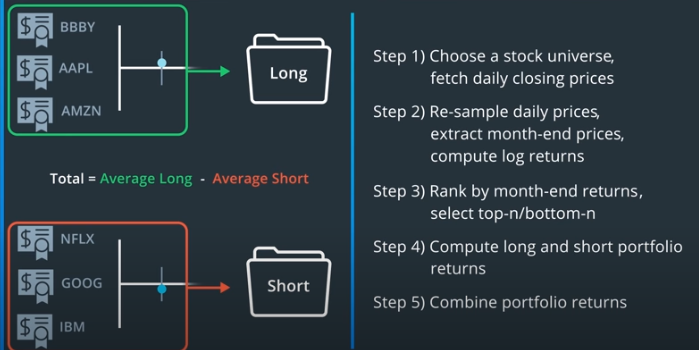 BBBY
AAPL
AMZN
Long
Total = Average Long - Average Short
NFLX
GOOG
IBM
Short
Step 1) Choose a stock universe,
fetch daily closing prices
Step 2) Re-sample daily prices,
extract month-end prices,
compute log returns
Step 3) Rank by month-end returns,
select top-n/bottom-n
Step 4) Compute long and short portfolio
returns
Step 5) Combine portfolio returns